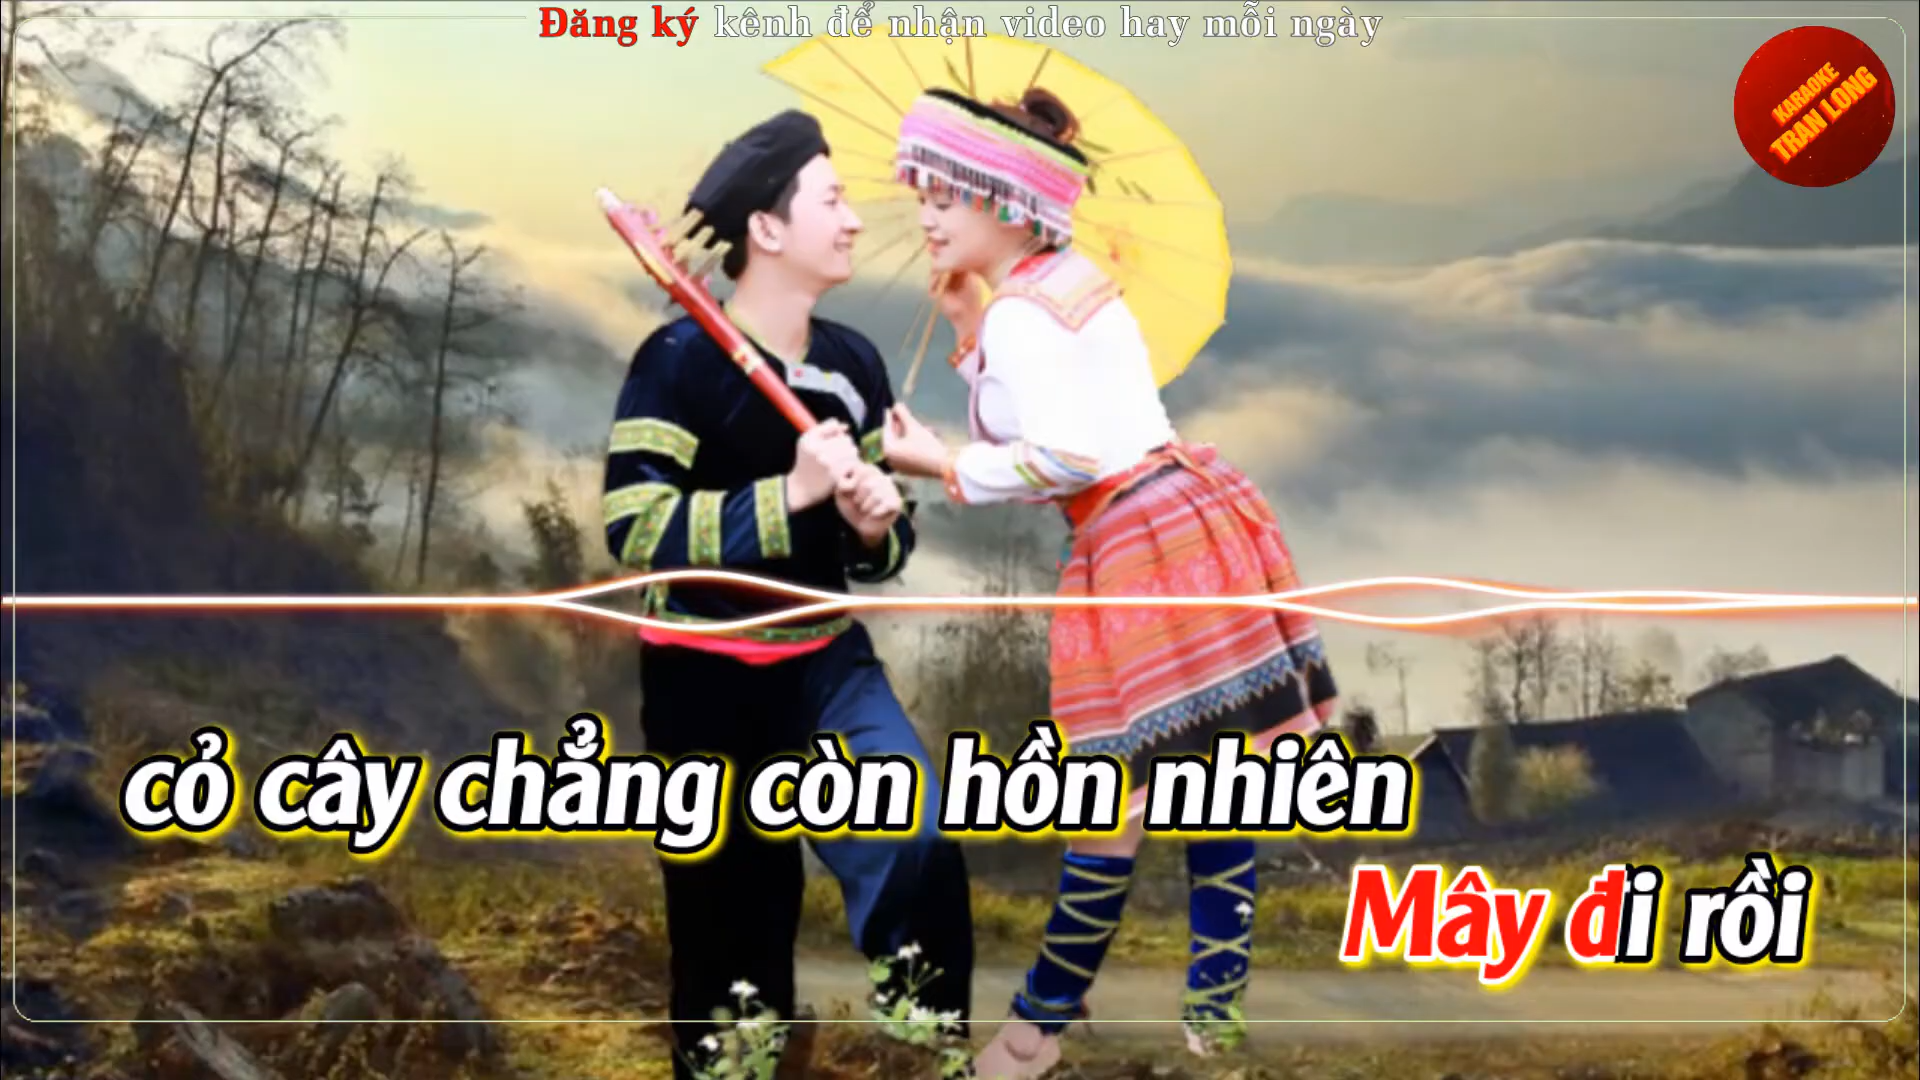 Đăng ký kênh để nhận video hay mỗi ngày
KARAOKE
TRAN LONG
cỏ cây chẳng còn hồn nhiên
Mây đi rồi